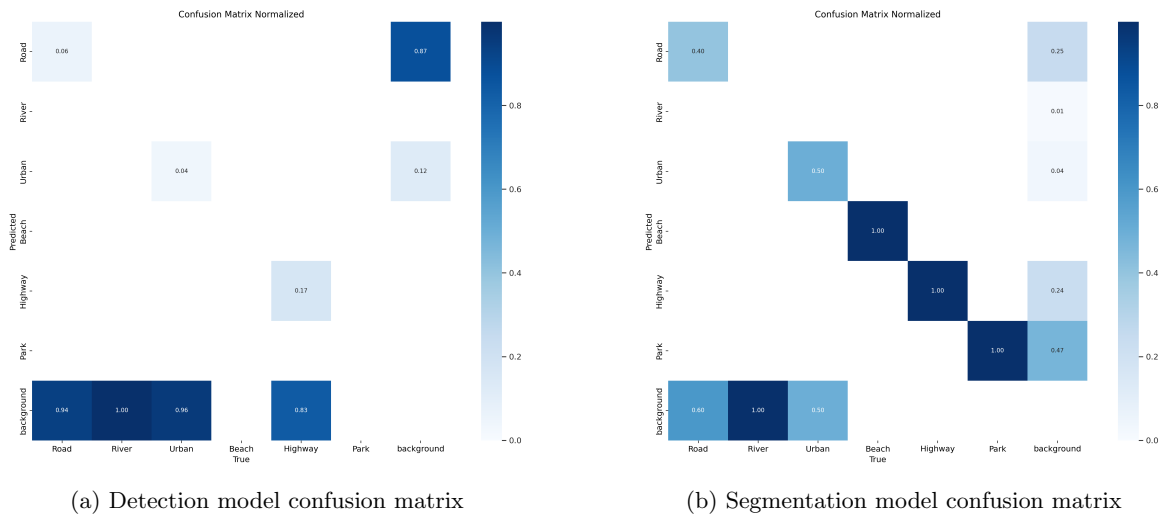 Confusion Matrix Normalized
Road
River
Urban
Beach
Highway
Park
background
Predicted
0.06
0.87
0.04
0.12
0.17
0.94
1.00
0.96
0.83
Road
River
Urban
Beach
Highway
Park
background
True
0.8
0.6
0.4
0.2
0.0
(a) Detection model confusion matrix
Confusion Matrix Normalized
Road
River
Urban
Beach
Highway
Park
background
Predicted
0.40
0.25
0.01
0.50
0.04
1.00
1.00
0.24
1.00
0.47
0.60
1.00
0.50
Road
River
Urban
Beach
Highway
Park
background
True
0.8
0.6
0.4
0.2
0.0
(b) Segmentation model confusion matrix